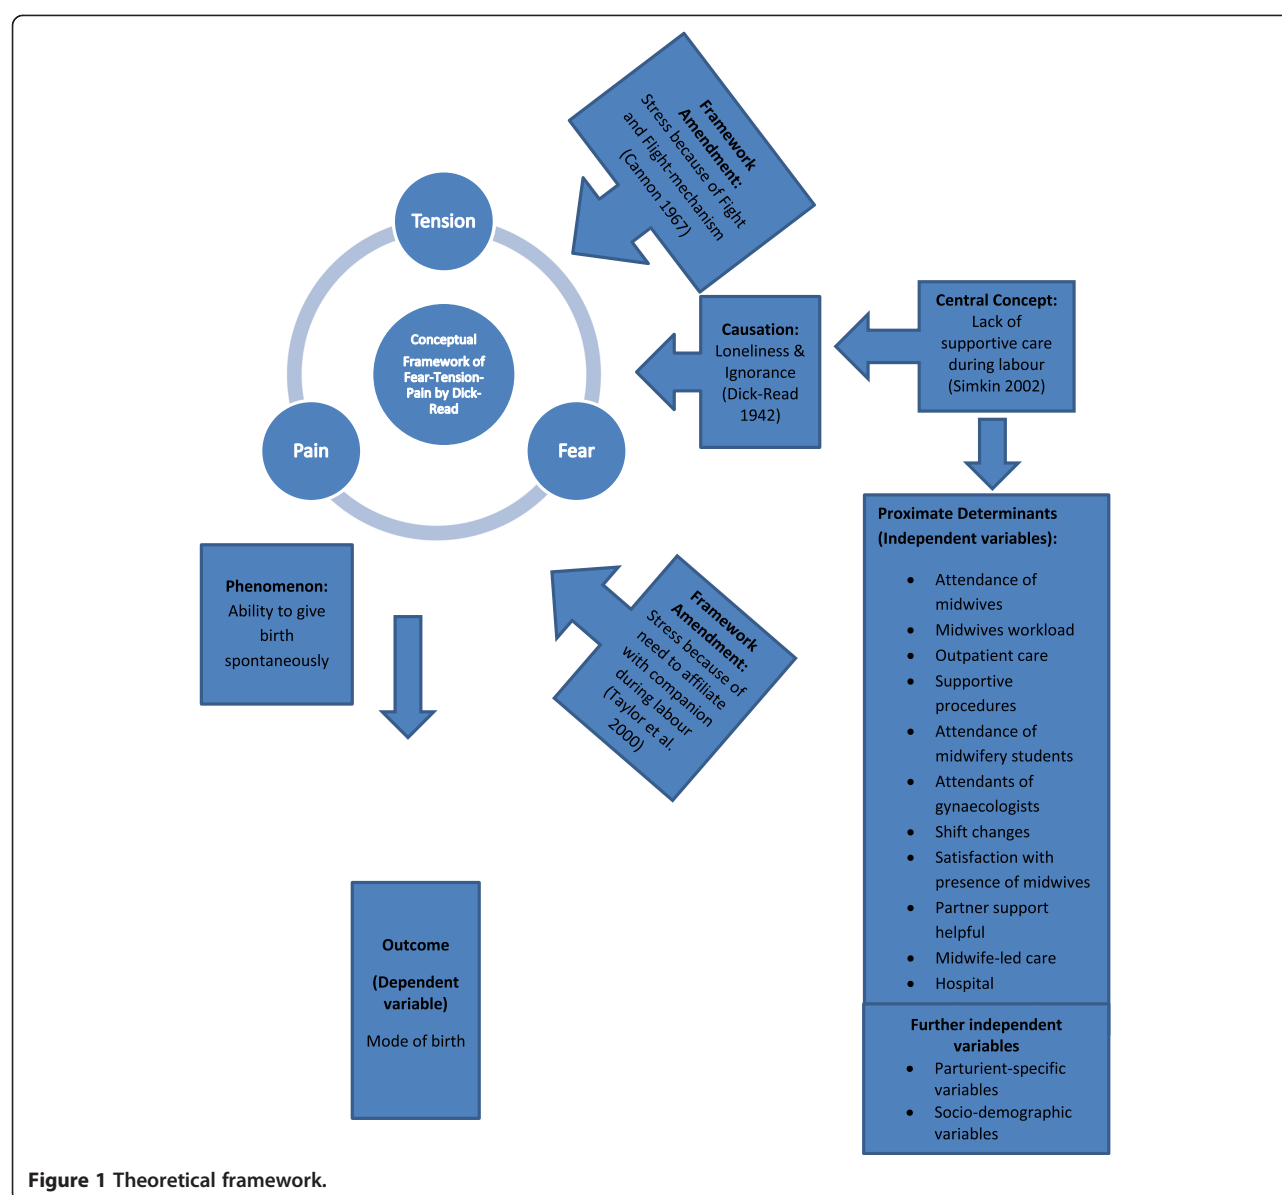 Framework
Amendment:
Stress because of Fight
and Flight-mechanism
(Cannon 1967)
Tension
Conceptual
Framework of
Fear-Tension-
Pain by Dick-
Read
Pain
Fear
Causation:
Loneliness &
Ignorance
(Dick-Read
1942)
Central Concept:
Lack of
supportive care
during labour
(Simkin 2002)
Phenomenon:
Ability to give
birth
spontaneously
Framework
Amendment:
Stress because of
need to affiliate
with companion
during labour
(Taylor et al.
2000)
Outcome
(Dependent
variable)
Mode of birth
Proximate Determinants
(Independent variables):
• Attendance of
midwives
• Midwives workload
• Outpatient care
• Supportive
procedures
• Attendance of
midwifery students
• Attendants of
gynaecologists
• Shift changes
• Satisfaction with
presence of midwives
• Partner support
helpful
• Midwife-led care
• Hospital
Further independent
variables
• Parturient-specific
variables
• Socio-demographic
variables
Figure 1 Theoretical framework.